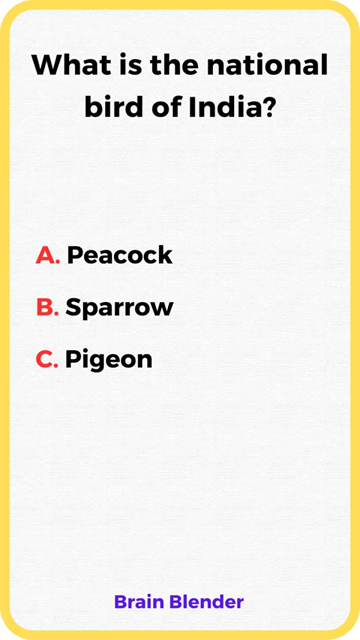 What is the national
bird of India?
A. Peacock
B. Sparrow
C. Pigeon
Brain Blender